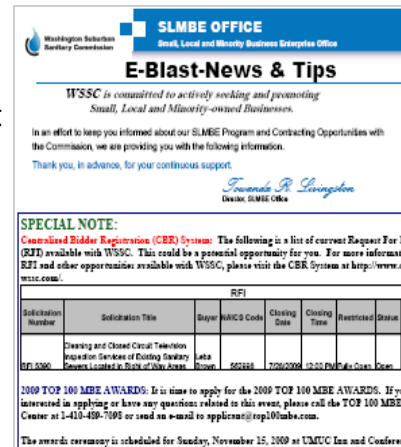 SLMBE OFFICE
Washington Suburban
Sanitary Commission
Small, Local and Minority Business Enterprise Office
E-Blast-News & Tips
WSSC is committed to actively seeking and promoting
Small, Local and Minority-owned Businesses.
In an effort to keep you informed about our SLMBE Program and Contracting Opportunities with
the Commission, we are providing you with the following information.
Thank you, in advance, for your continuous support.
Towanda R. Livingston
Director, SLMBE Office
SPECIAL NOTE:
Centralized Bidder Registration (CBR) System: The following is a list of current Request For
(RFI) available with WSSC. This could be a potential opportunity for you. For more informat
RFI and other opportunities available with WSSC, please visit the CBR System at http://www.
wssc.com/.
RFI
Solicitation Number Solicitation Title Buyer NAICS Code Closing Date Closing Time Restricted Status
Cleaning and Closed Circuit Television
Inspection Services of Existing Sanitary Leba
RFI 5390 Sewers Located in Right of Way Areas Brown 562998 7/28/2009 12:00 PM Fully Open Open
2009 TOP 100 MBE AWARDS: It is time to apply for the 2009 TOP 100 MBE AWARDS. If yo
interested in applying or have any questions related to this event, please call the TOP 100 MBE
Center at 1-410-489-7098 or send an e-mail to applicant@top100mbe.com.
The awards ceremony is scheduled for Sunday, November 15, 2009 at UMUC Inn and Confere